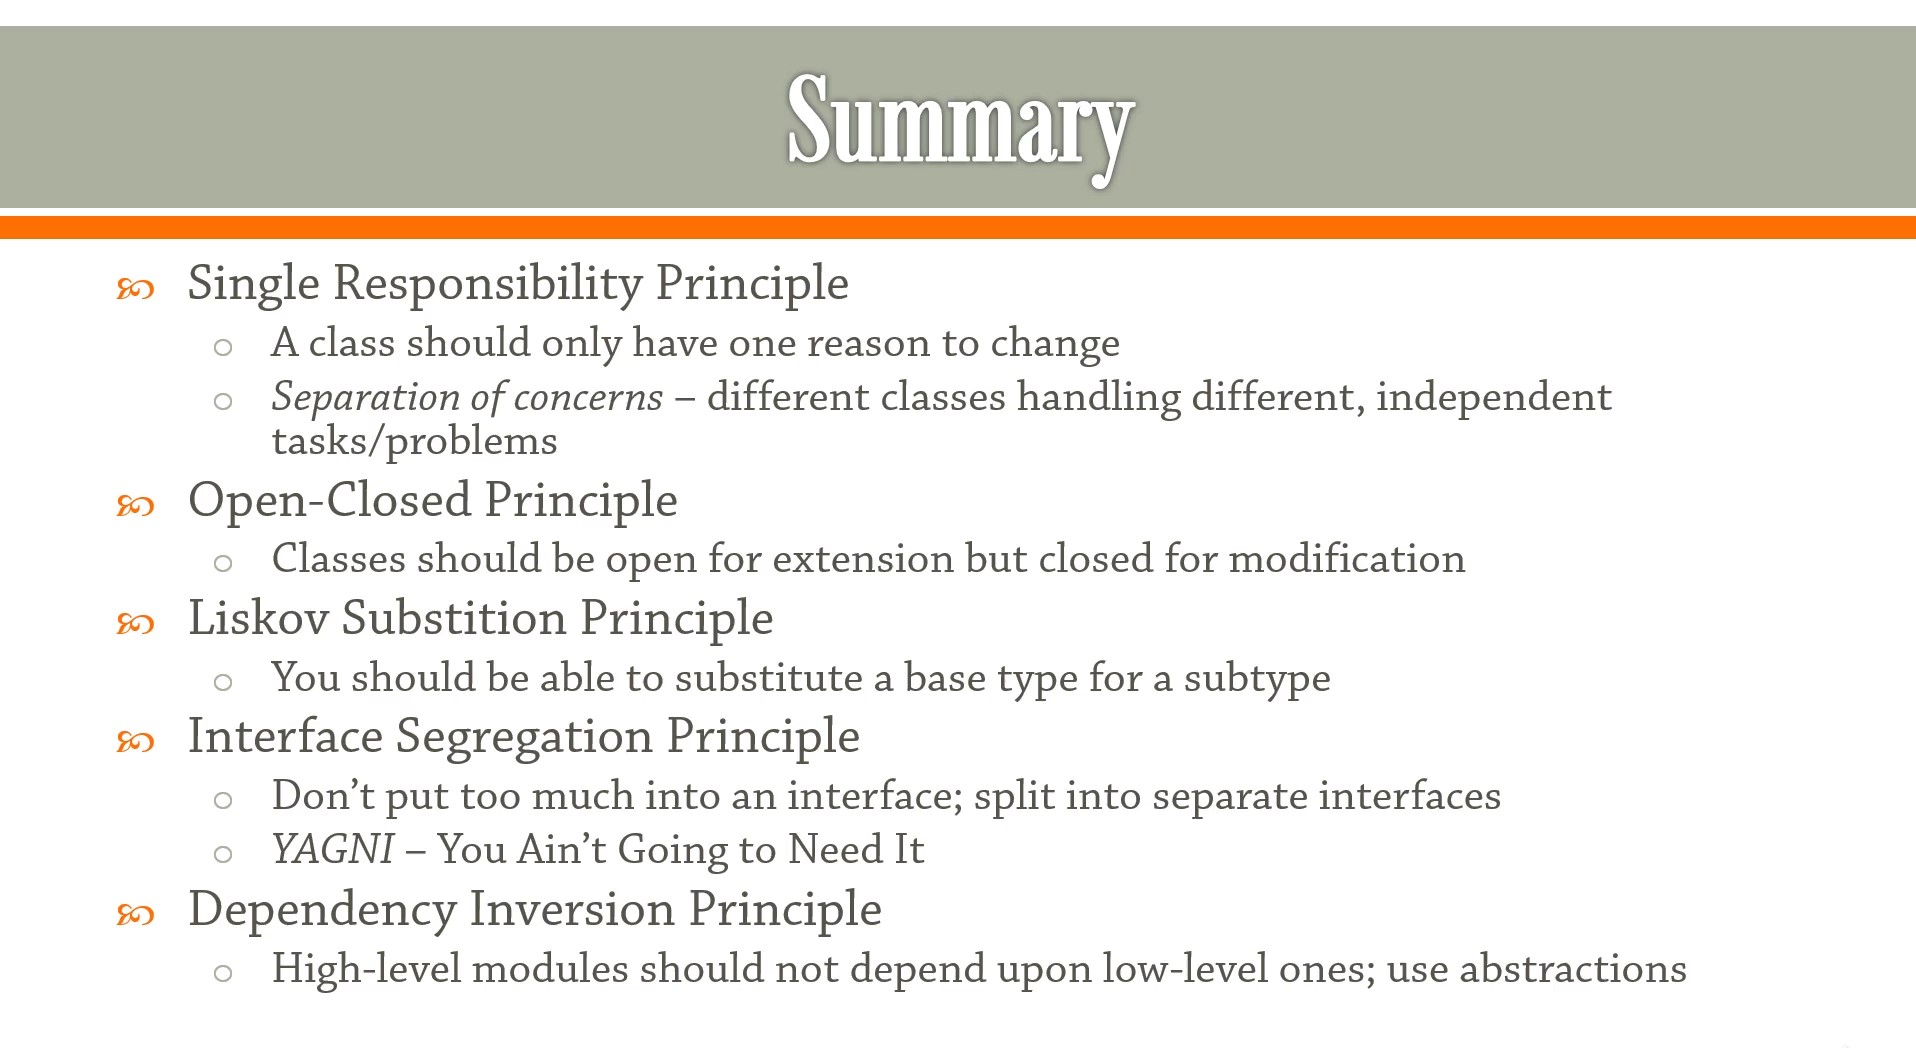 Summary
Single Responsibility Principle
A class should only have one reason to change
Separation of concerns – different classes handling different, independent
tasks/problems
Open-Closed Principle
Classes should be open for extension but closed for modification
Liskov Substition Principle
You should be able to substitute a base type for a subtype
Interface Segregation Principle
Don’t put too much into an interface; split into separate interfaces
YAGNI – You Ain’t Going to Need It
Dependency Inversion Principle
High-level modules should not depend upon low-level ones; use abstractions